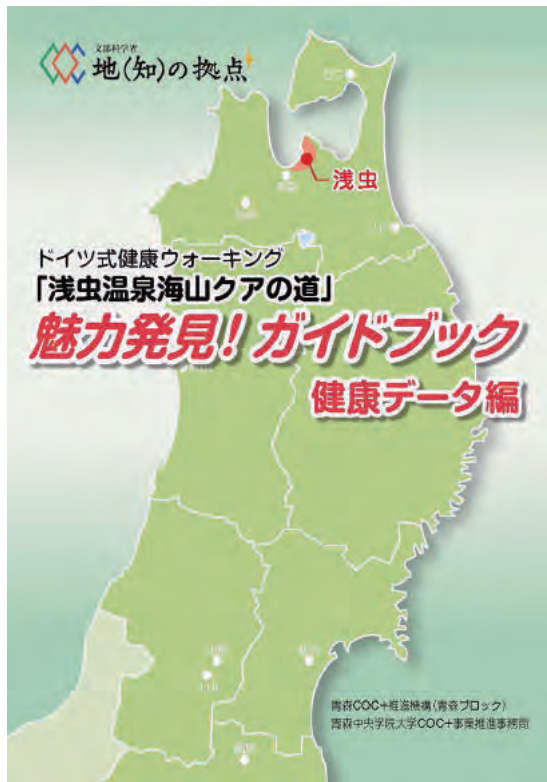 文部科学省
地(知)の拠点
浅虫
ドイツ式健康ウォーキング
「浅虫温泉海山クアの道」
魅力発見!ガイドブック
健康データ編
青森COC+推進機構(青森ブロック)
青森中央学院大学COC+事業推進事務局